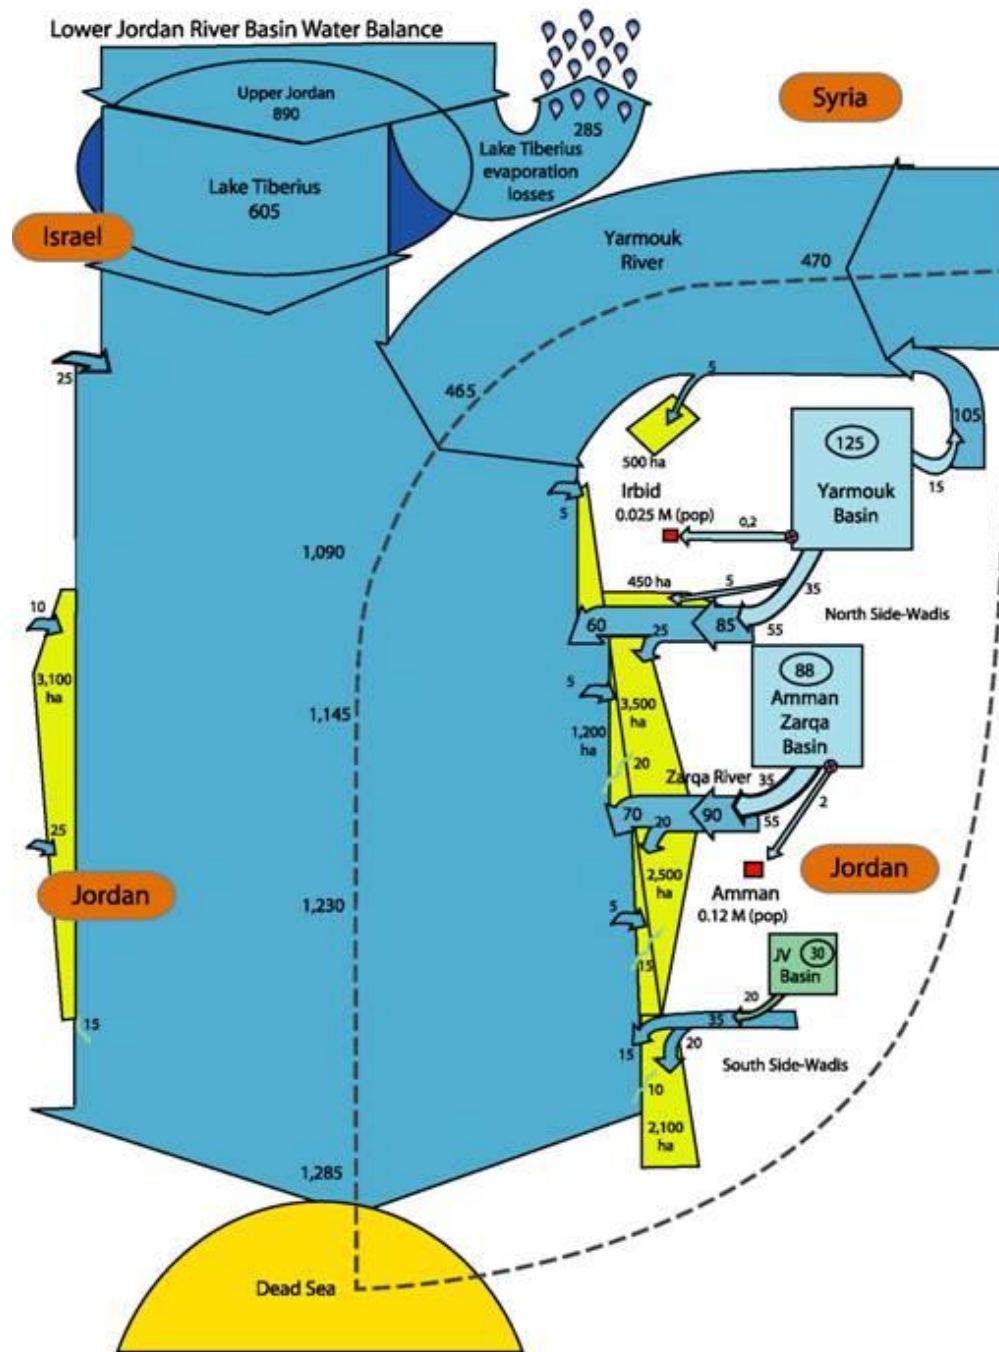 Lower Jordan River Basin Water Balance
Upper Jordan
890
285
Lake Tiberius
evaporation
losses
Syria
Lake Tiberius
605
Israel
Yarmouk
River
470
25
465
5
105
500 ha
125
Yarmouk
Basin
15
Irbid
0.025 M (pop)
0,2
5
1,090
450 ha
5
35
10
60
25
85
55
North Side-Wadis
3,100
ha
88
Amman
Zarqa
Basin
5
3,500
ha
1,145
1,200
ha
20
Zarqa River
35
2
70
20
90
55
25
Jordan
Jordan
2,500
ha
Amman
0.12 M (pop)
1,230
5
15
JV
30
Basin
20
15
35
15
20
South Side-Wadis
10
2,100
ha
1,285
Dead Sea